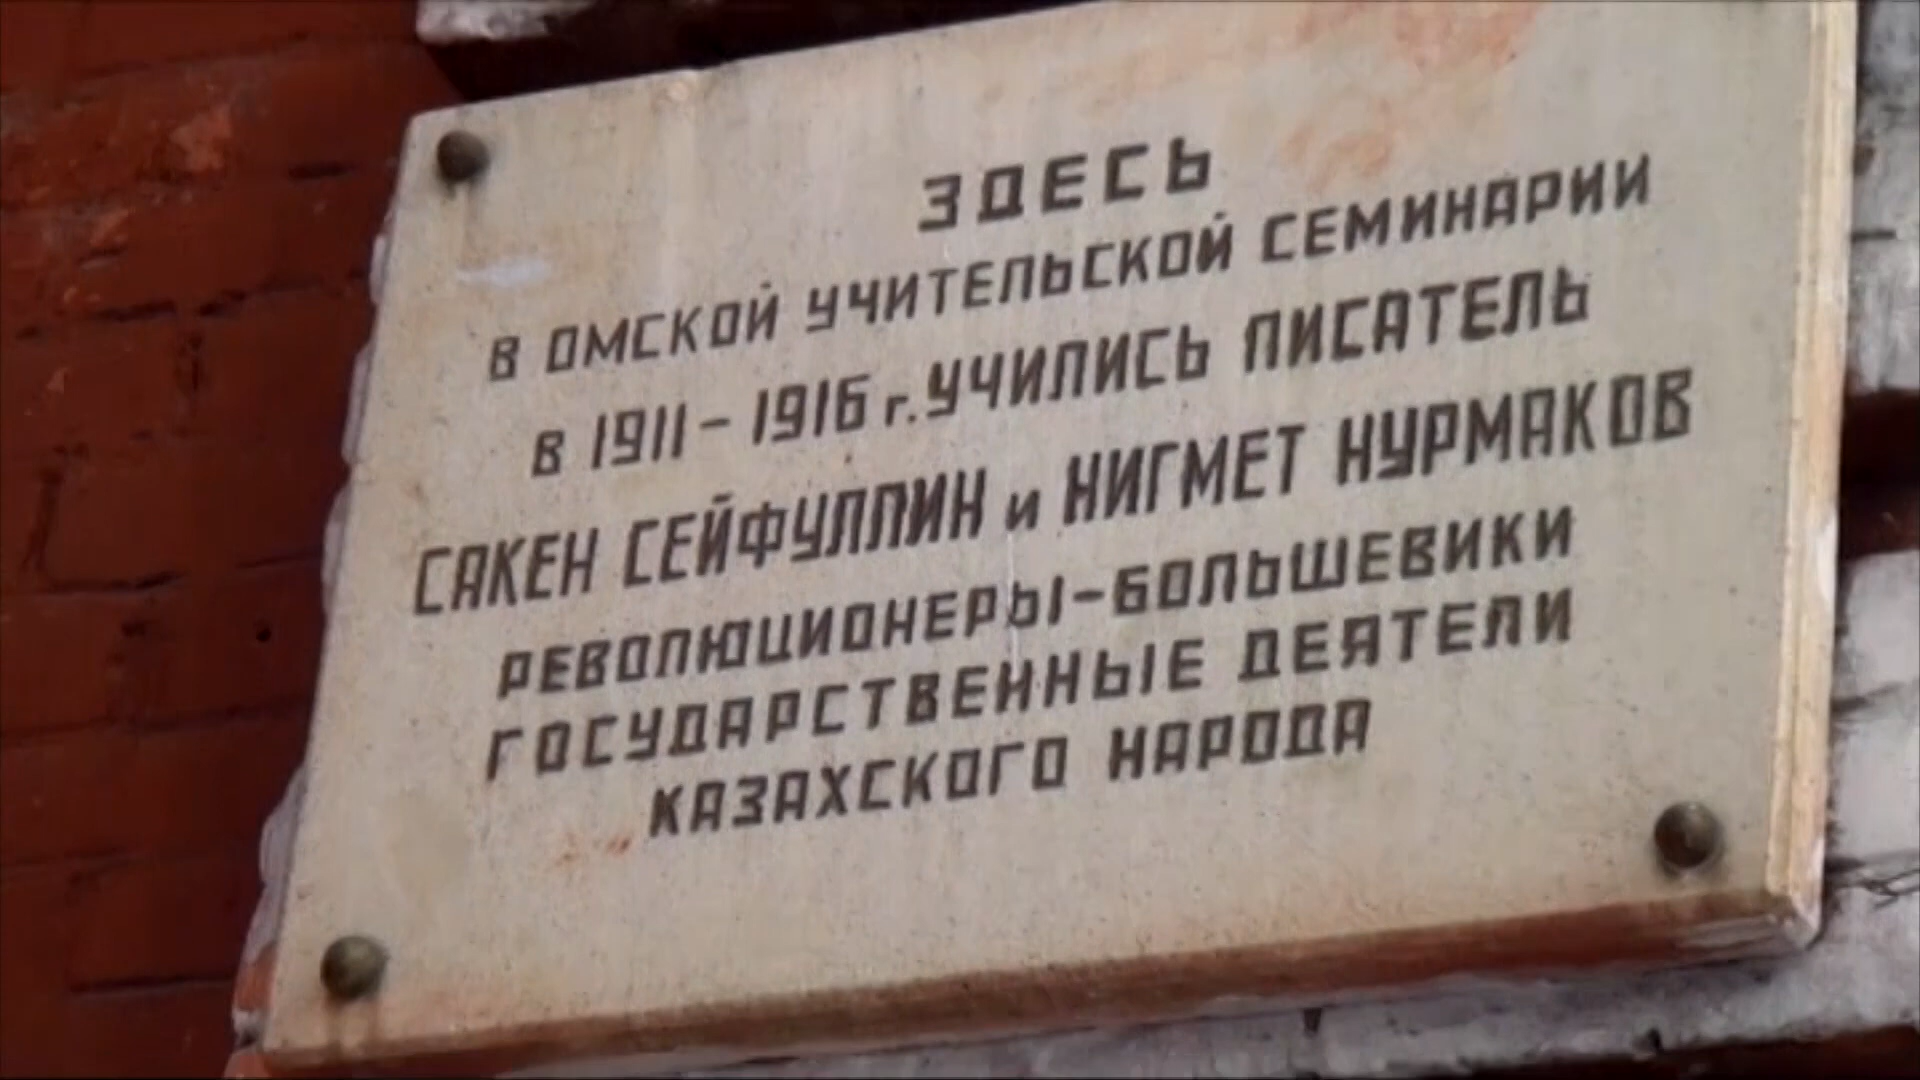 ЗДЕСЬ
В ОМСКОЙ УЧИТЕЛЬСКОЙ СЕМИНАРИИ
В 1911-1916 г. УЧИЛИСЬ ПИСАТЕЛЬ
САКЕН СЕЙФУЛЛИН и НИГМЕТ НУРМАКОВ
РЕВОЛЮЦИОНЕРЫ-БОЛЬШЕВИКИ
ГОСУДАРСТВЕННЫЕ ДЕЯТЕЛИ
КАЗАХСКОГО НАРОДА